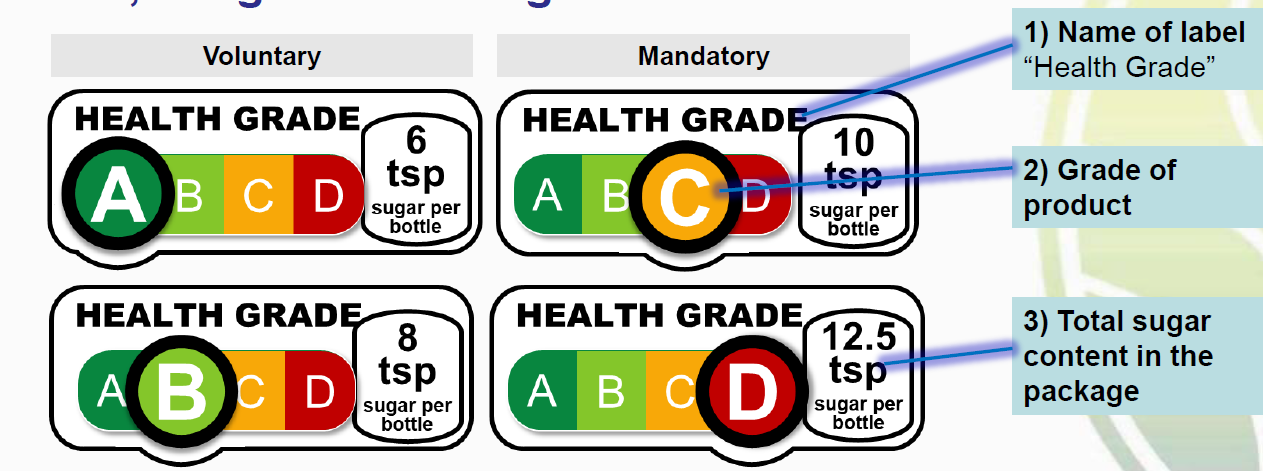 Voluntary
Mandatory
HEALTH GRADE
A B C D
6
tsp
sugar per
bottle
HEALTH GRADE
A B C D
10
tsp
sugar per
bottle
HEALTH GRADE
A B C D
8
tsp
sugar per
bottle
HEALTH GRADE
A B C D
12.5
tsp
sugar per
bottle
1) Name of label
“Health Grade”
2) Grade of
product
3) Total sugar
content in the
package